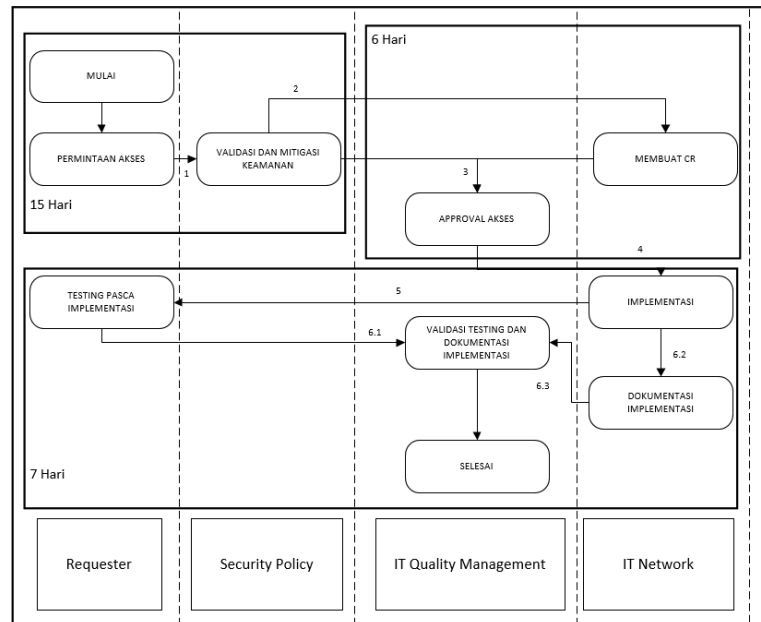 6 Hari
MULAI
2
PERMINTAAN AKSES
1
VALIDASI DAN MITIGASI
KEAMANAN
MEMBUAT CR
3
15 Hari
APPROVAL AKSES
4
TESTING PASCA
IMPLEMENTASI
5
IMPLEMENTASI
6.1
VALIDASI TESTING DAN
DOKUMENTASI
IMPLEMENTASI
6.2
6.3
DOKUMENTASI
IMPLEMENTASI
SELESAI
7 Hari
Requester
Security Policy
IT Quality Management
IT Network